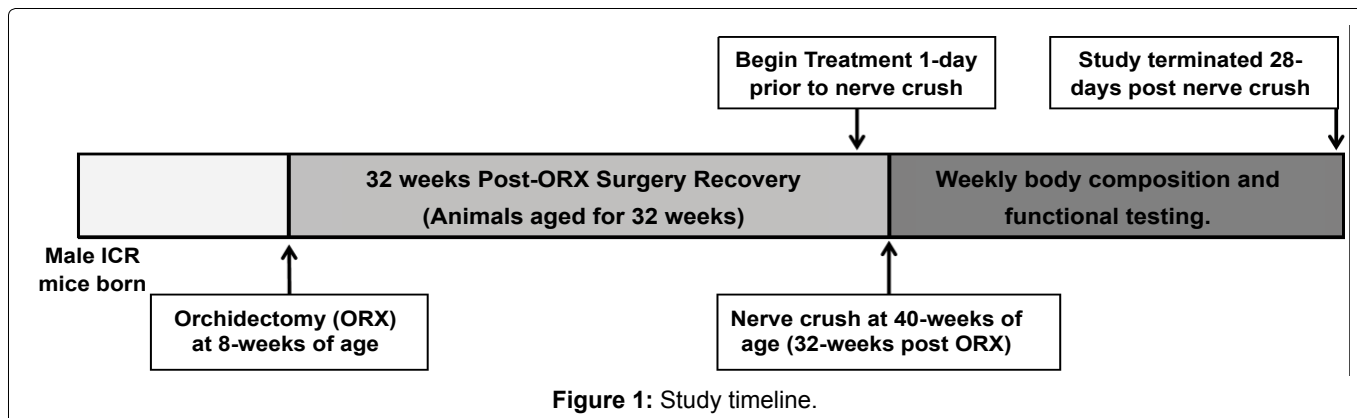 Begin Treatment 1-day
prior to nerve crush
Study terminated 28-
days post nerve crush
32 weeks Post-ORX Surgery Recovery
(Animals aged for 32 weeks)
Weekly body composition and
functional testing.
Male ICR
mice born
Orchidectomy (ORX)
at 8-weeks of age
Nerve crush at 40-weeks of
age (32-weeks post ORX)
Figure 1: Study timeline.